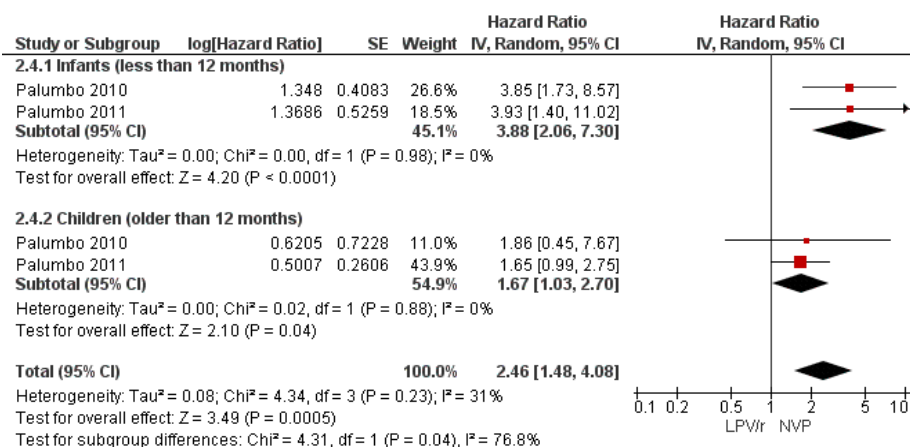 Hazard Ratio Hazard Ratio
Study or Subgroup log[Hazard Ratio] SE Weight IV, Random, 95% CI IV, Random, 95% CI
2.4.1 Infants (less than 12 months)
Palumbo 2010 1.348 0.4083 26.6% 3.85 [1.73, 8.57]
Palumbo 2011 1.3686 0.5259 18.5% 3.93 [1.40, 11.02]
Subtotal (95% CI) 45.1% 3.88 [2.06, 7.30]
Heterogeneity: Tau² = 0.00; Chi² = 0.00, df = 1 (P = 0.98); I² = 0%
Test for overall effect: Z = 4.20 (P < 0.0001)
2.4.2 Children (older than 12 months)
Palumbo 2010 0.6205 0.7228 11.0% 1.86 [0.45, 7.67]
Palumbo 2011 0.5007 0.2606 43.9% 1.65 [0.99, 2.75]
Subtotal (95% CI) 54.9% 1.67 [1.03, 2.70]
Heterogeneity: Tau² = 0.00; Chi² = 0.02, df = 1 (P = 0.88); I² = 0%
Test for overall effect: Z = 2.10 (P = 0.04)
Total (95% CI) 100.0% 2.46 [1.48, 4.08]
Heterogeneity: Tau² = 0.08; Chi² = 4.34, df = 3 (P = 0.23); I² = 31%
Test for overall effect: Z = 3.49 (P = 0.0005)
Test for subgroup differences: Chi² = 4.31, df = 1 (P = 0.04), I² = 76.8%
0.1 0.2 0.5 1 2 5 10
LPV/r NVP